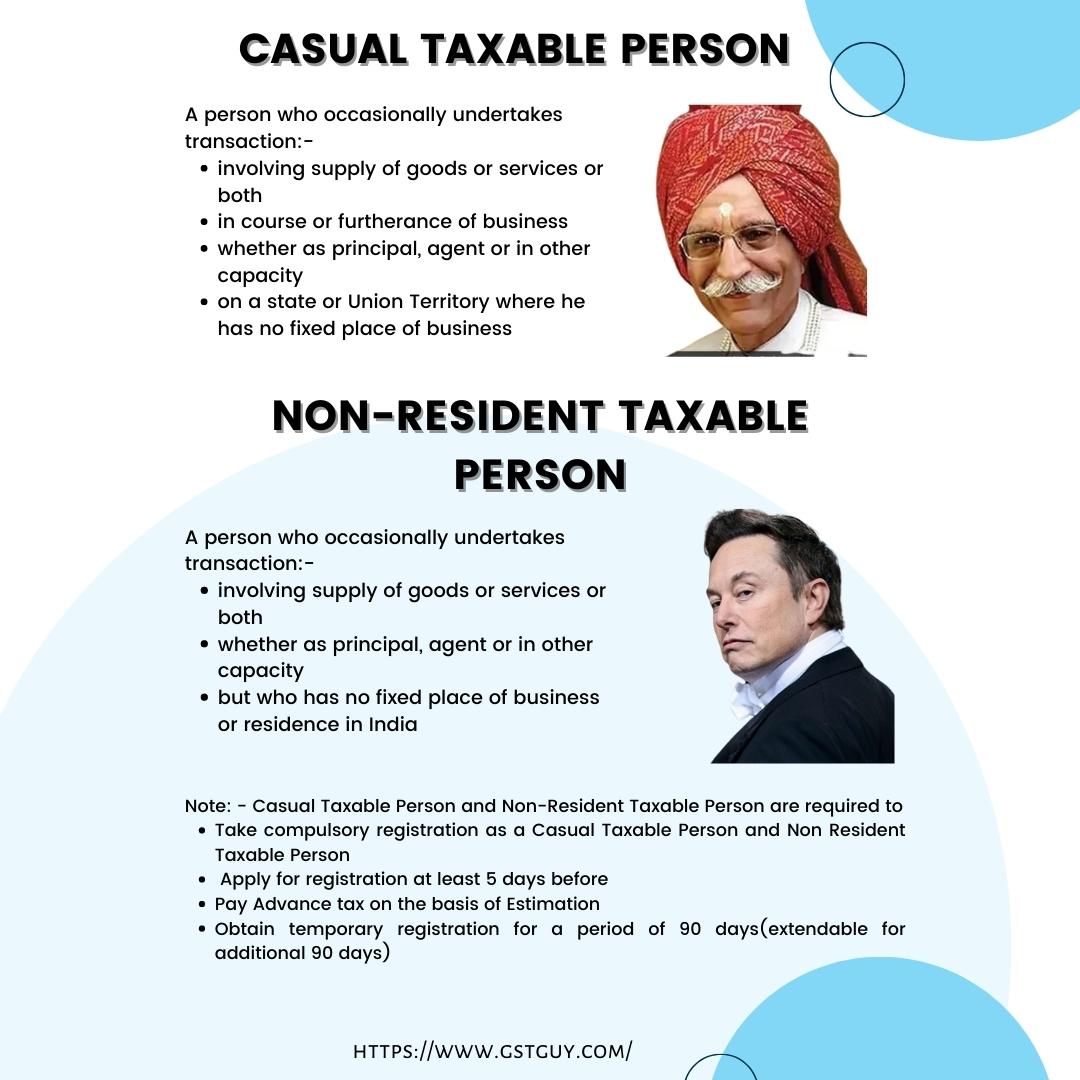 CASUAL TAXABLE PERSON
A person who occasionally undertakes
transaction:-
• involving supply of goods or services or
both
• in course or furtherance of business
• whether as principal, agent or in other
capacity
• on a state or Union Territory where he
has no fixed place of business
NON-RESIDENT TAXABLE
PERSON
A person who occasionally undertakes
transaction:-
• involving supply of goods or services or
both
• whether as principal, agent or in other
capacity
• but who has no fixed place of business
or residence in India
Note: - Casual Taxable Person and Non-Resident Taxable Person are required to
• Take compulsory registration as a Casual Taxable Person and Non Resident
Taxable Person
• Apply for registration at least 5 days before
• Pay Advance tax on the basis of Estimation
• Obtain temporary registration for a period of 90 days(extendable for
additional 90 days)
HTTPS://WWW.GSTGUY.COM/